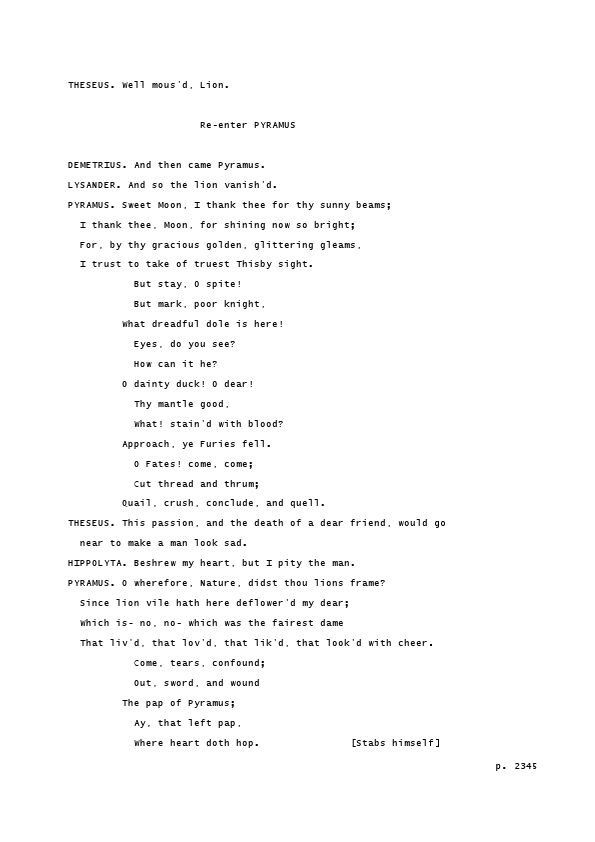 THESEUS. Well mous'd, Lion.
Re-enter PYRAMUS
DEMETRIUS. And then came Pyramus.
LYSANDER. And so the lion vanish'd.
PYRAMUS. Sweet Moon, I thank thee for thy sunny beams;
I thank thee, Moon, for shining now so bright;
For, by thy gracious golden, glittering gleams,
I trust to take of truest Thisby sight.
But stay, O spite!
But mark, poor knight,
What dreadful dole is here!
Eyes, do you see?
How can it he?
O dainty duck! O dear!
Thy mantle good,
What! stain'd with blood?
Approach, ye Furies fell.
O Fates! come, come;
Cut thread and thrum;
Quail, crush, conclude, and quell.
THESEUS. This passion, and the death of a dear friend, would go
near to make a man look sad.
HIPPOLYTA. Beshrew my heart, but I pity the man.
PYRAMUS. O wherefore, Nature, didst thou lions frame?
Since lion vile hath here deflower'd my dear;
Which is- no, no- which was the fairest dame
That liv'd, that lov'd, that lik'd, that look'd with cheer.
Come, tears, confound;
Out, sword, and wound
The pap of Pyramus;
Ay, that left pap,
Where heart doth hop. [Stabs himself]
p. 2345